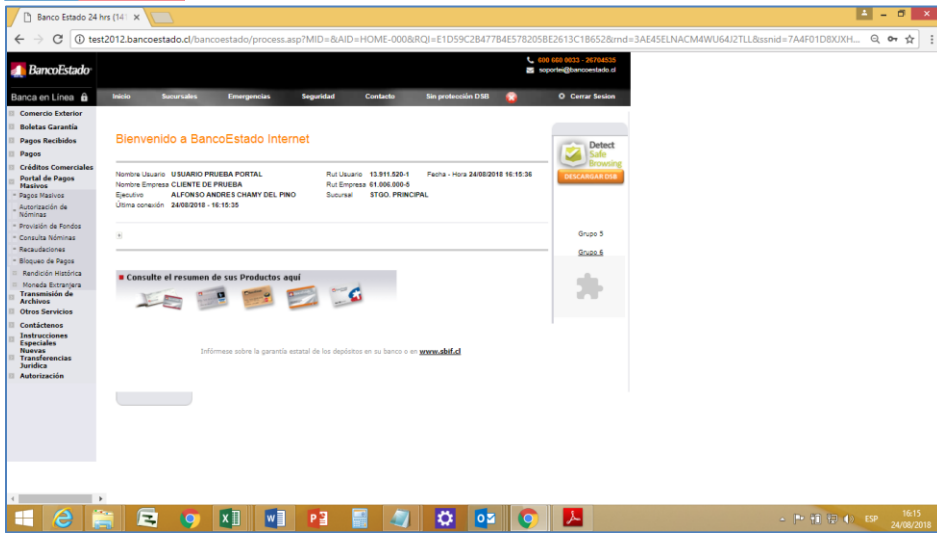 Banco Estado 24 hrs (141
test2012.bancoestado.cl/bancoestado/process.asp?MID=&AID=HOME-000&RQI=E1D59C2B477B4E578205BE2613C1B652&rnd=3AE45ELNACM4WU64J2TLL&ssnid=7A4F01D8XJXH...
BancoEstado
600 660 0033 - 26704535
soportei@bancoestado.cl
Banca en Línea
Inicio Sucursales Emergencias Seguridad Contacto Sin protección DSB Cerrar Sesion
Comercio Exterior
Boletas Garantía
Pagos Recibidos
Pagos
Créditos Comerciales
Portal de Pagos
Masivos
Pagos Masivos
Autorización de
Nóminas
Provisión de Fondos
Consulta Nóminas
Recaudaciones
Bloqueo de Pagos
Rendición Histórica
Moneda Extranjera
Transmisión de
Archivos
Otros Servicios
Contáctenos
Instrucciones
Especiales
Nuevas
Transferencias
Jurídica
Autorización
Bienvenido a BancoEstado Internet
Nombre Usuario USUARIO PRUEBA PORTAL Rut Usuario 13.911.520-1 Fecha - Hora 24/08/2018 16:15:36
Nombre Empresa CLIENTE DE PRUEBA Rut Empresa 61.006.000-5
Ejecutivo ALFONSO ANDRES CHAMY DEL PINO Sucursal STGO. PRINCIPAL
Última conexión 24/08/2018 - 16:15:35
Consulte el resumen de sus Productos aquí
Infórmese sobre la garantía estatal de los depósitos en su banco o en www.sbif.cl
Detect
Safe
Browsing
DESCARGAR DSB
Grupo 5
Grupo 6
ESP
16:15
24/08/2018